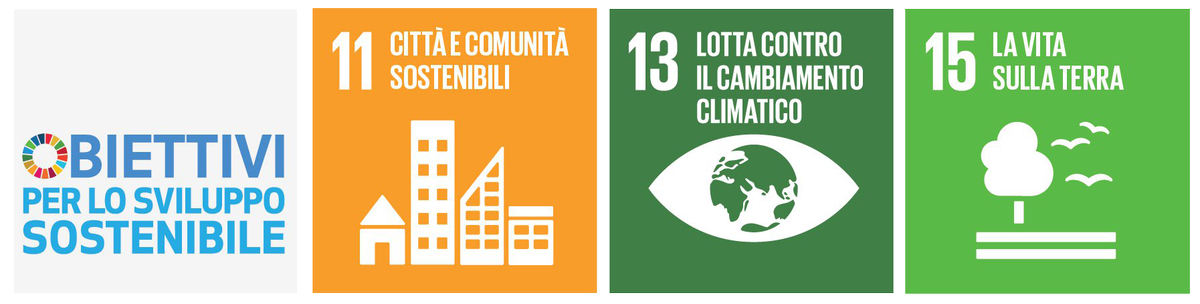 OBIETTIVI
PER LO SVILUPPO
SOSTENIBILE
11 CITTÀ E COMUNITÀ
SOSTENIBILI
13 LOTTA CONTRO
IL CAMBIAMENTO
CLIMATICO
15 LA VITA
SULLA TERRA